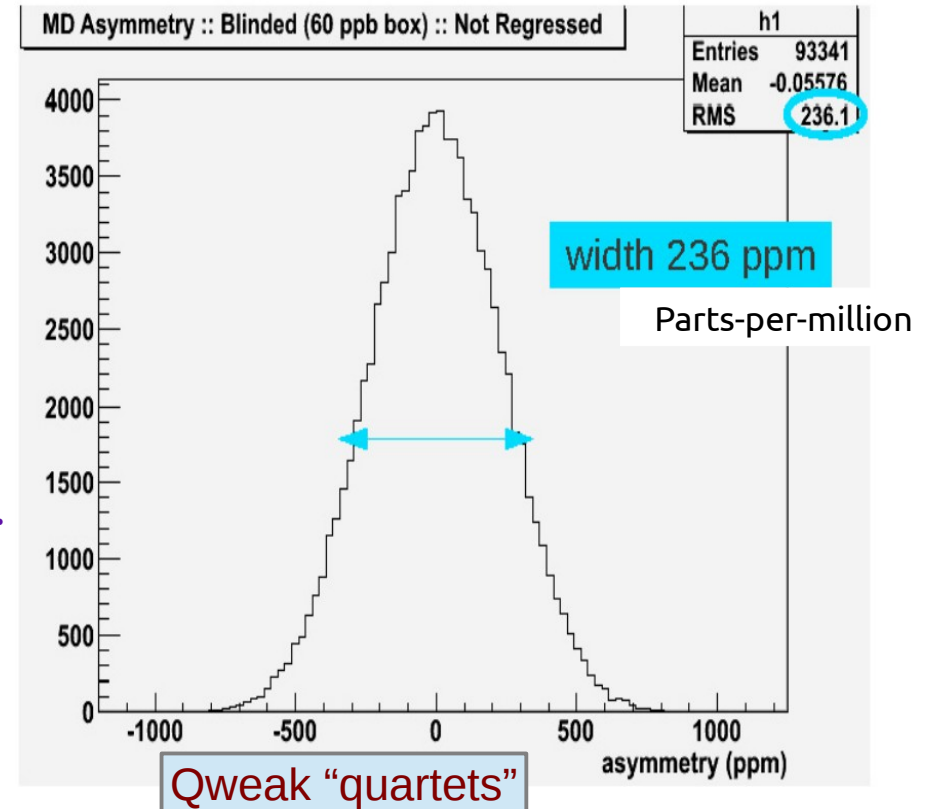 MD Asymmetry :: Blinded (60 ppb box) :: Not Regressed
h1
Entries 93341
Mean -0.05576
RMS 236.1
4000
3500
3000
2500
2000
1500
1000
500
0
width 236 ppm
Parts-per-million
-1000 -500 0 500 1000
asymmetry (ppm)
Qweak “quartets”